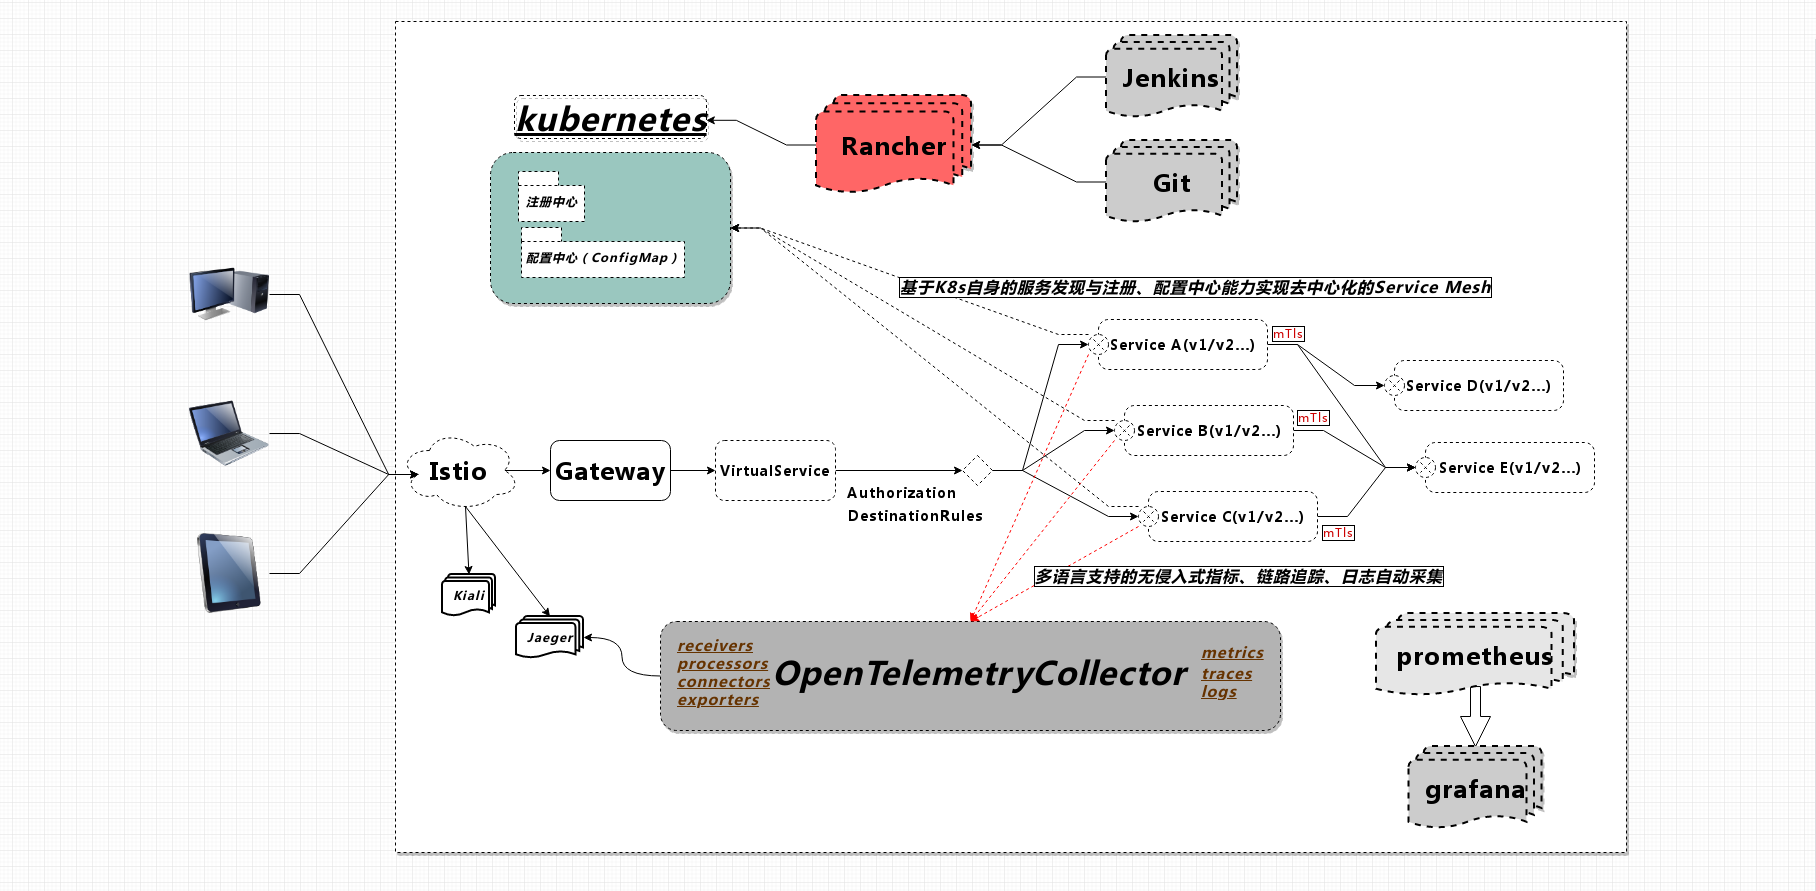 Jenkins
kubernetes
Rancher
Git
注册中心
配置中心（ConfigMap）
基于K8s自身的服务发现与注册、配置中心能力实现去中心化的Service Mesh
mTls
Service A(v1/v2...)
Service D(v1/v2...)
mTls
Service B(v1/v2...)
Istio
Gateway
VirtualService
Service E(v1/v2...)
Authorization
DestinationRules
Service C(v1/v2...)
mTls
多语言支持的无侵入式指标、链路追踪、日志自动采集
Kiali
Jaeger
receivers
processors
connectors
exporters
OpenTelemetryCollector
metrics
traces
logs
prometheus
grafana